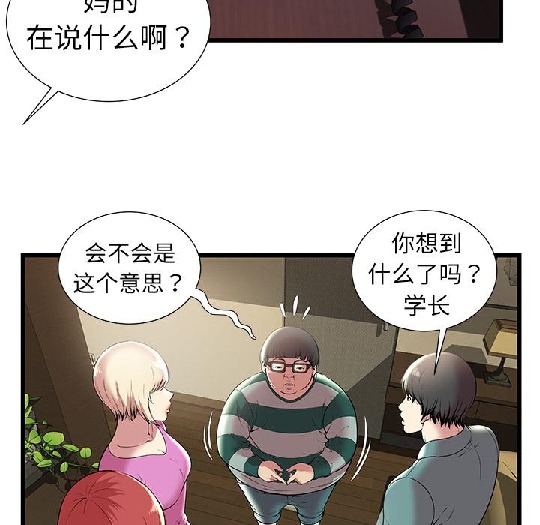 妈的
在说什么啊？
会不会是
这个意思？
你想到
什么了吗？
学长